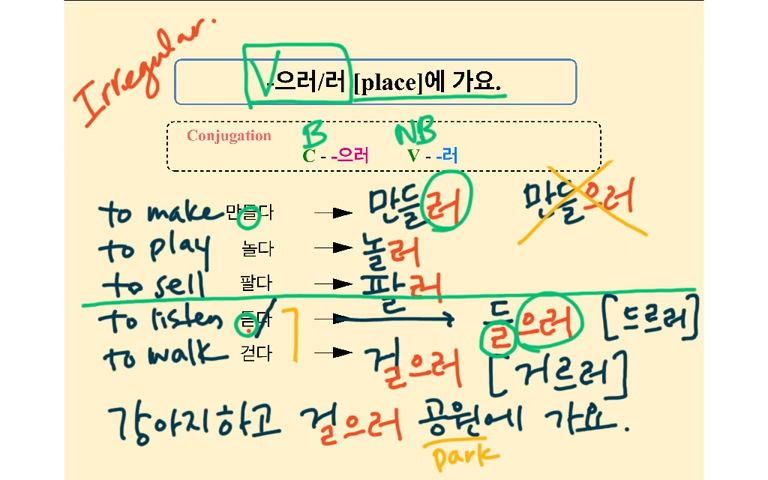 Irregular.
V-으러/러 [place]에 가요.
Conjugation
B NB
C - -으러 V - -러
to make 만들다 만들러 만들으러
to play 놀다 놀러
to sell 팔다 팔러
to listen 듣다 들으러 [드르러]
to walk 걷다 걸으러 [거르러]
강아지하고 걸으러 공원에 가요.
park